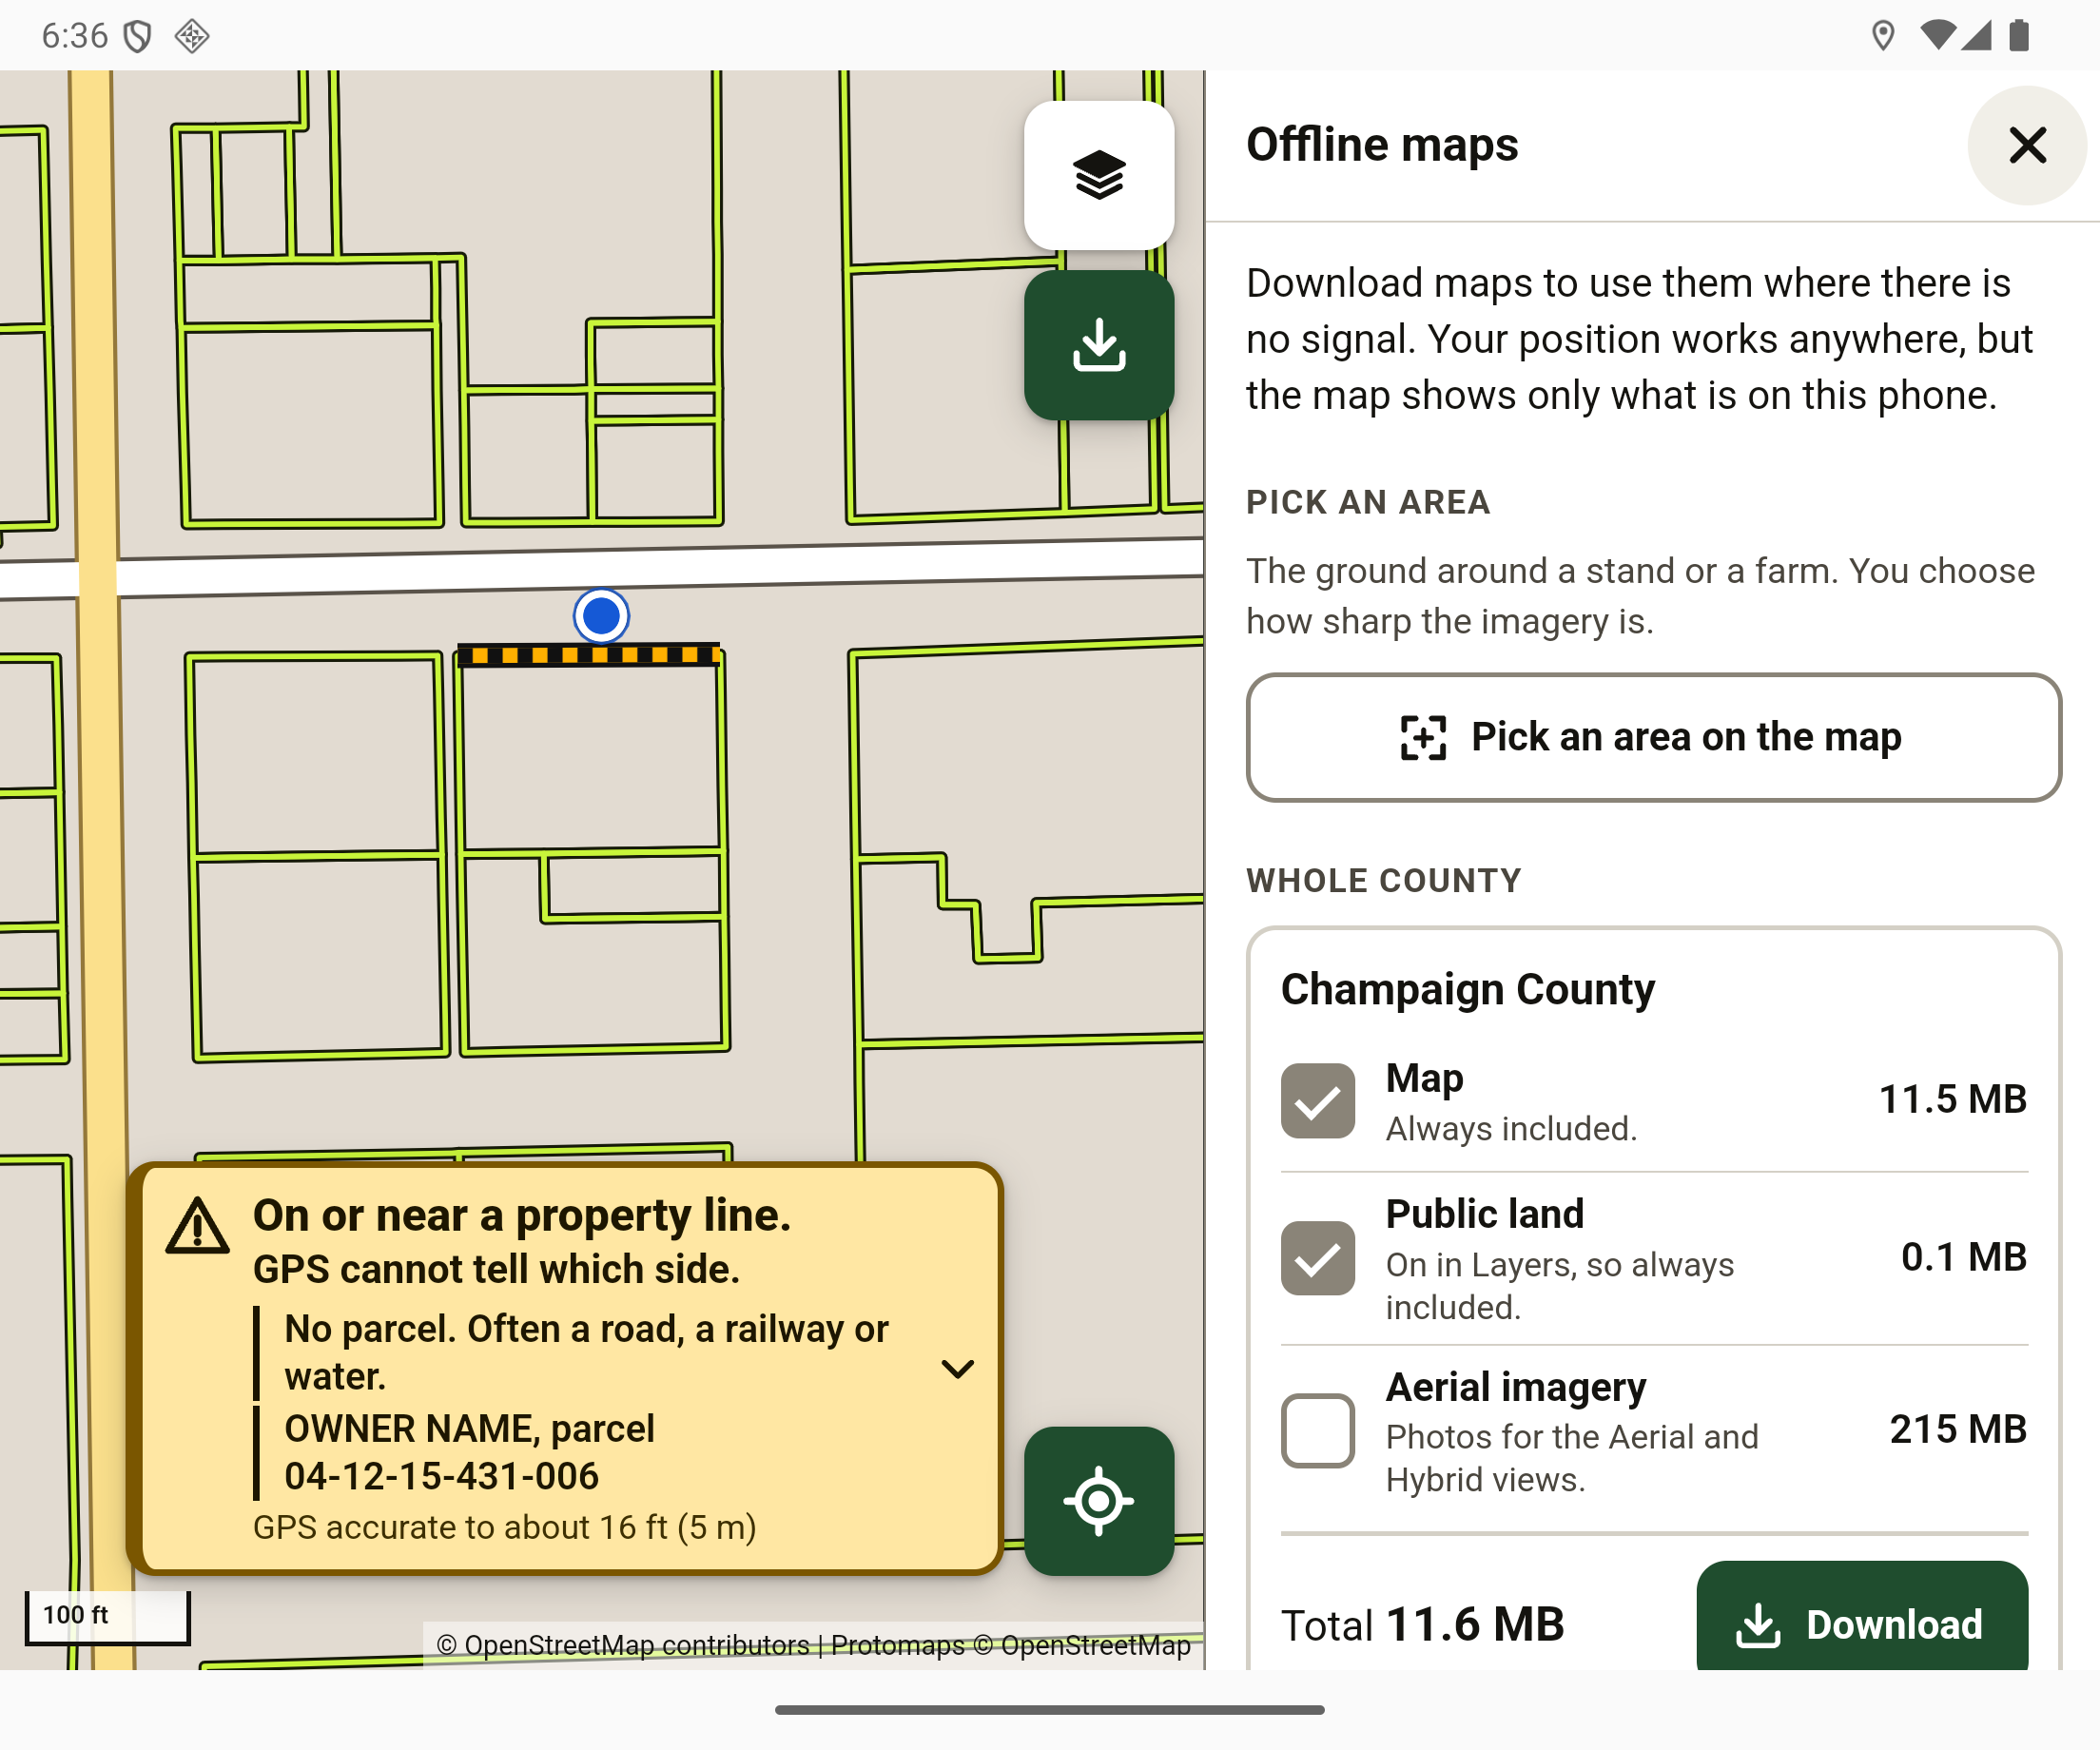 6:36
Offline maps
Download maps to use them where there is
no signal. Your position works anywhere, but
the map shows only what is on this phone.
PICK AN AREA
The ground around a stand or a farm. You choose
how sharp the imagery is.
Pick an area on the map
WHOLE COUNTY
Champaign County
Map
Always included.
11.5 MB
Public land
On in Layers, so always
included.
0.1 MB
Aerial imagery
Photos for the Aerial and
Hybrid views.
215 MB
Total 11.6 MB
Download
On or near a property line.
GPS cannot tell which side.
No parcel. Often a road, a railway or
water.
OWNER NAME, parcel
04-12-15-431-006
GPS accurate to about 16 ft (5 m)
100 ft
© OpenStreetMap contributors | Protomaps © OpenStreetMap